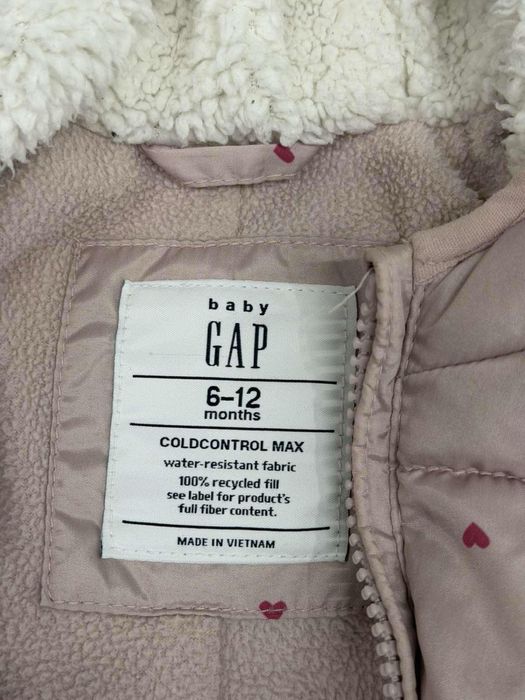 baby
GAP
6–12
months
COLDCONTROL MAX
water-resistant fabric
100% recycled fill
see label for product's
full fiber content.
MADE IN VIETNAM